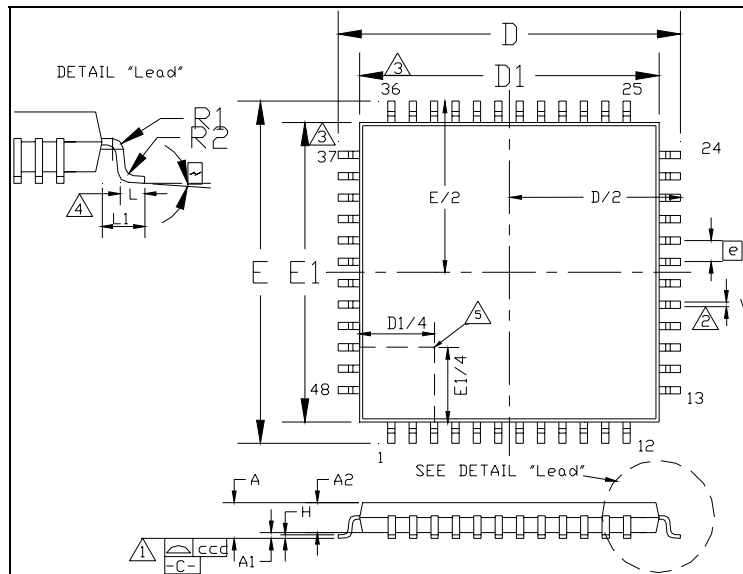 D
DETAIL "Lead"
3
D1
36
25
R1
R2
3
37
24
4
L
L1
E/2
D/2
E
E1
e
D1/4
5
2
E1/4
48
13
1
12
SEE DETAIL "Lead"
A
A2
H
1
ccc
A1
-C-